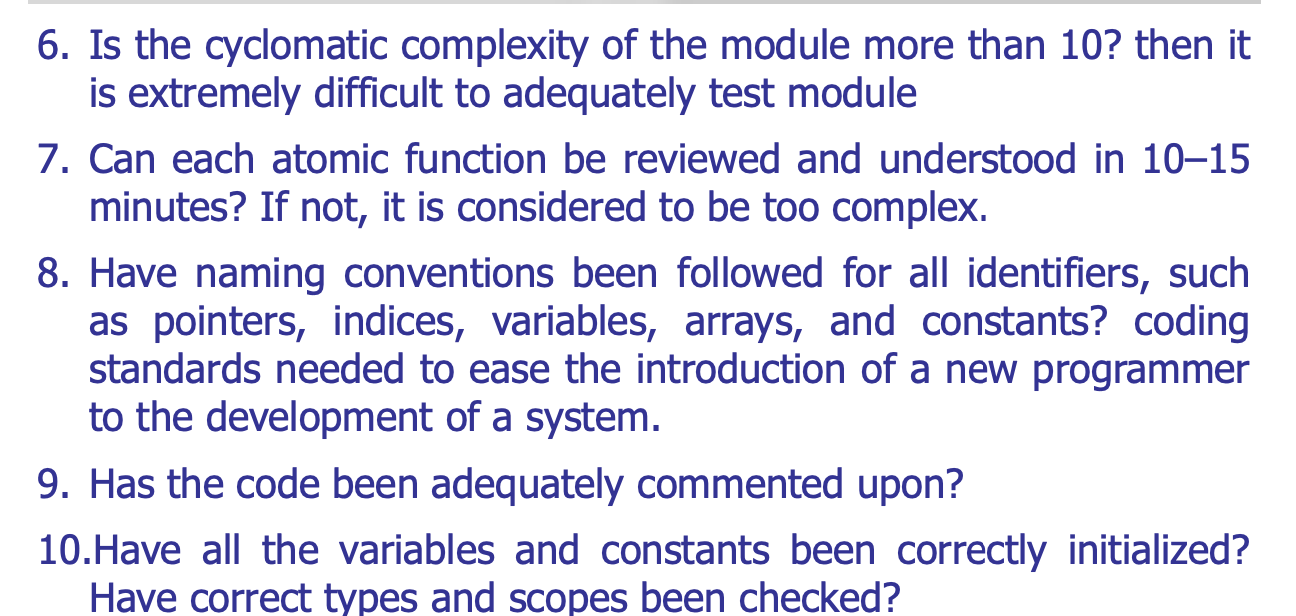 6. Is the cyclomatic complexity of the module more than 10? then it
is extremely difficult to adequately test module
7. Can each atomic function be reviewed and understood in 10–15
minutes? If not, it is considered to be too complex.
8. Have naming conventions been followed for all identifiers, such
as pointers, indices, variables, arrays, and constants? coding
standards needed to ease the introduction of a new programmer
to the development of a system.
9. Has the code been adequately commented upon?
10.Have all the variables and constants been correctly initialized?
Have correct types and scopes been checked?